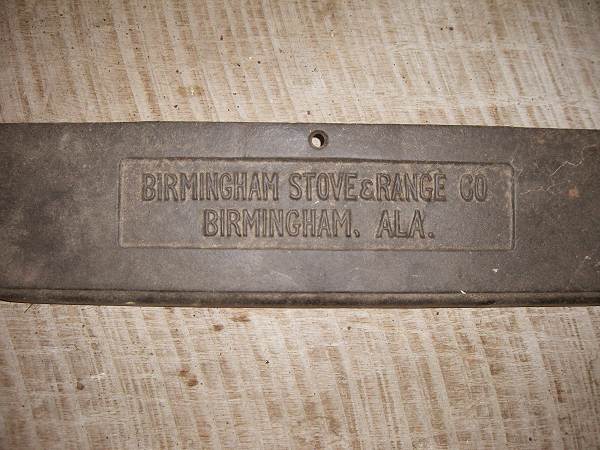 BIRMINGHAM STOVE & RANGE CO
BIRMINGHAM, ALA.